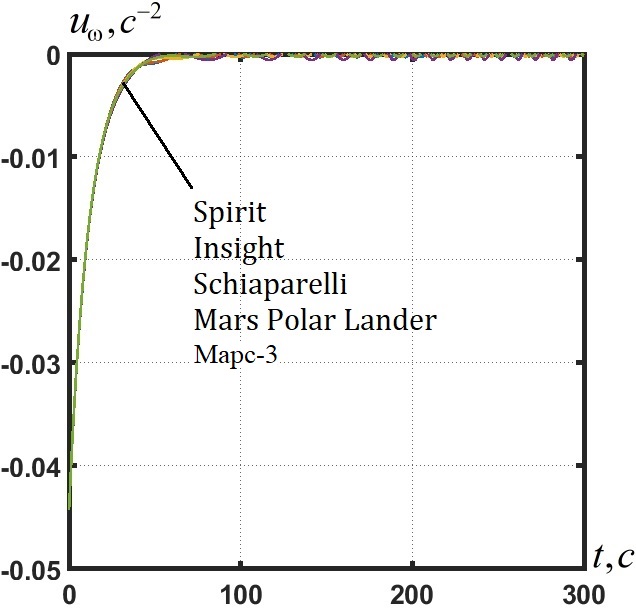 uω, c−2
0
-0.01
-0.02
-0.03
-0.04
-0.05
Spirit
Insight
Schiaparelli
Mars Polar Lander
Марс-3
t, c
0 100 200 300